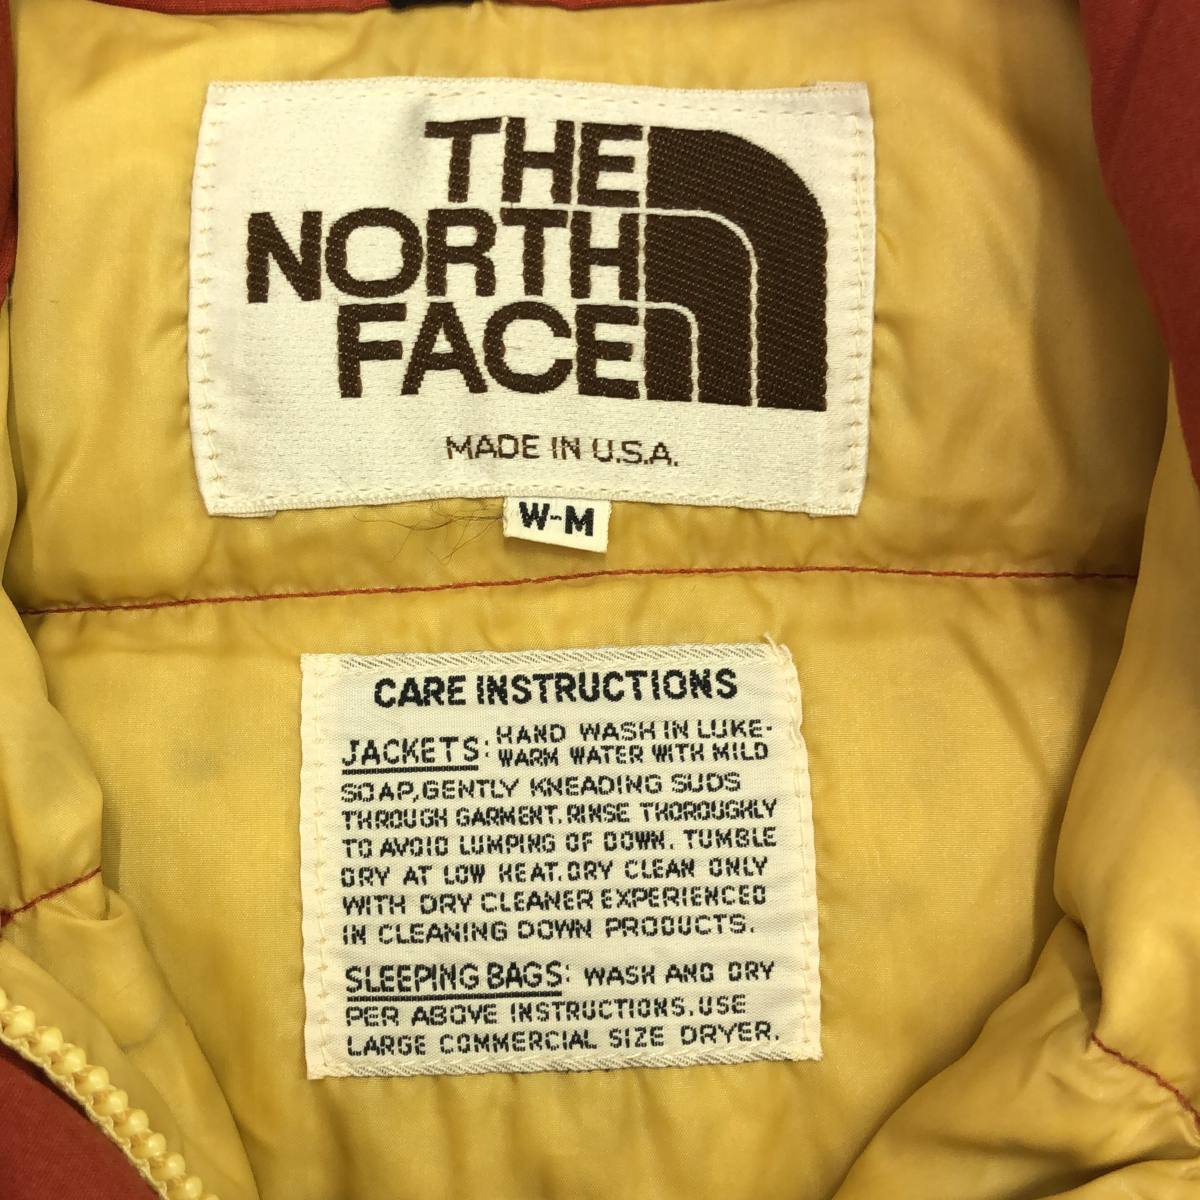 THE
NORTH
FACE
MADE IN U.S.A.
W-M
CARE INSTRUCTIONS
JACKETS: HAND WASH IN LUKE-
WARM WATER WITH MILD
SOAP, GENTLY KNEADING SUDS
THROUGH GARMENT. RINSE THOROUGHLY
TO AVOID LUMPING OF DOWN. TUMBLE
DRY AT LOW HEAT. DRY CLEAN ONLY
WITH DRY CLEANER EXPERIENCED
IN CLEANING DOWN PRODUCTS.
SLEEPING BAGS: WASH AND DRY
PER ABOVE INSTRUCTIONS. USE
LARGE COMMERCIAL SIZE DRYER.